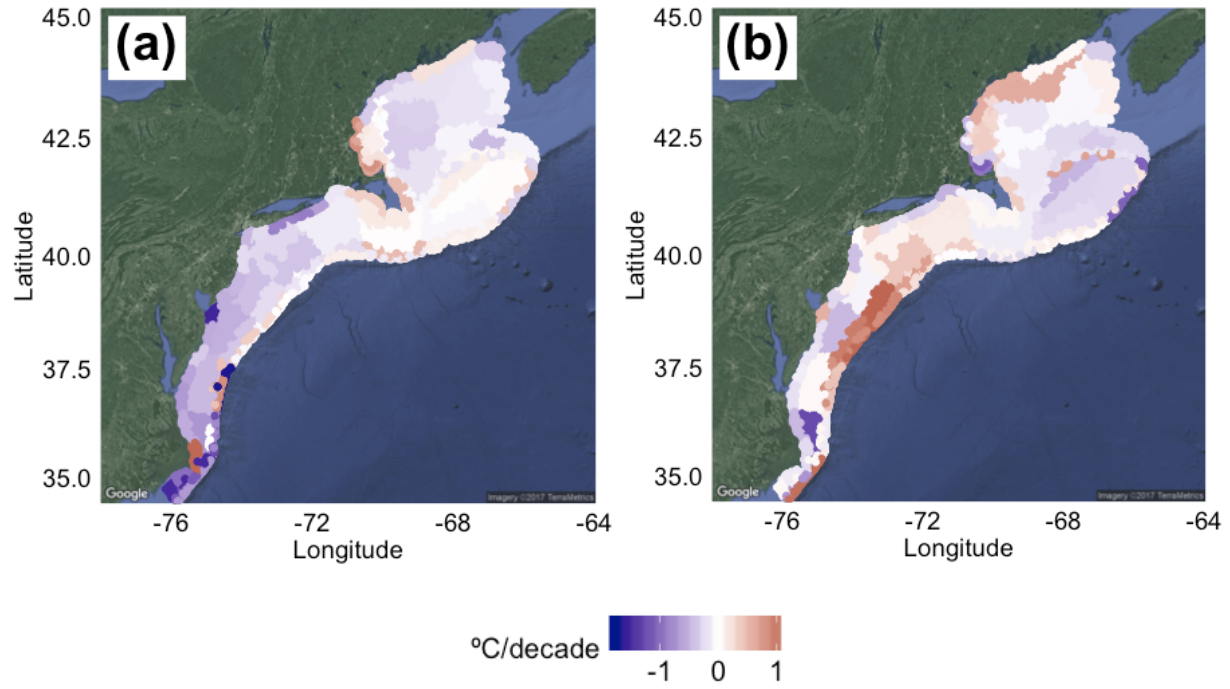 (a)
(b)
45.0
42.5
40.0
37.5
35.0
Latitude
Google
Imagery ©2017 TerraMetrics
-76
-72
-68
-64
Longitude
45.0
42.5
40.0
37.5
35.0
Latitude
Google
Imagery ©2017 TerraMetrics
-76
-72
-68
-64
Longitude
ºC/decade
-1
0
1